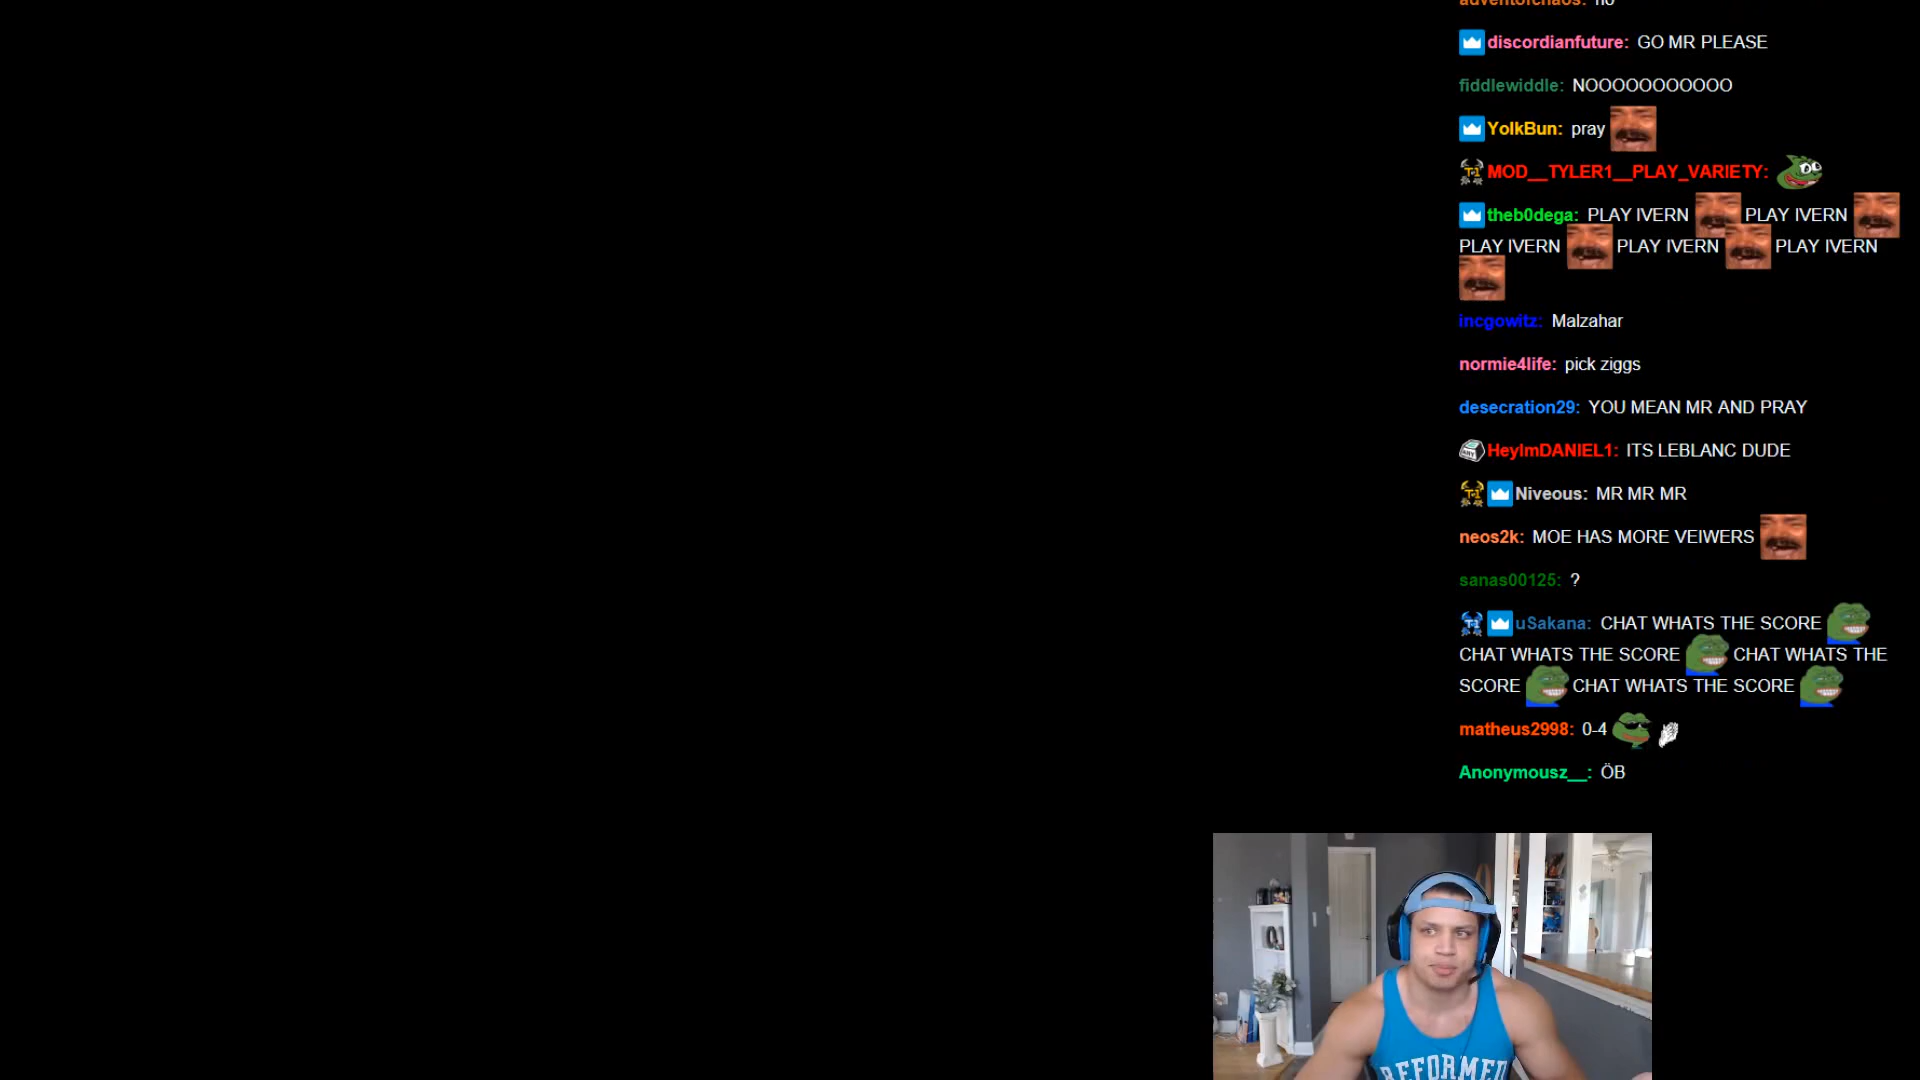 adventofchaos: no
discordianfuture: GO MR PLEASE
fiddlewiddle: NOOOOOOOOOOO
YolkBun: pray
MOD__TYLER1__PLAY_VARIETY:
theb0dega: PLAY IVERN PLAY IVERN
PLAY IVERN PLAY IVERN PLAY IVERN
incgowitz: Malzahar
normie4life: pick ziggs
desecration29: YOU MEAN MR AND PRAY
HeyImDANIEL1: ITS LEBLANC DUDE
Niveous: MR MR MR
neos2k: MOE HAS MORE VEIWERS
sanas00125: ?
uSakana: CHAT WHATS THE SCORE
CHAT WHATS THE SCORE CHAT WHATS THE
SCORE CHAT WHATS THE SCORE
matheus2998: 0-4
Anonymousz__: ÖB
REFORMED